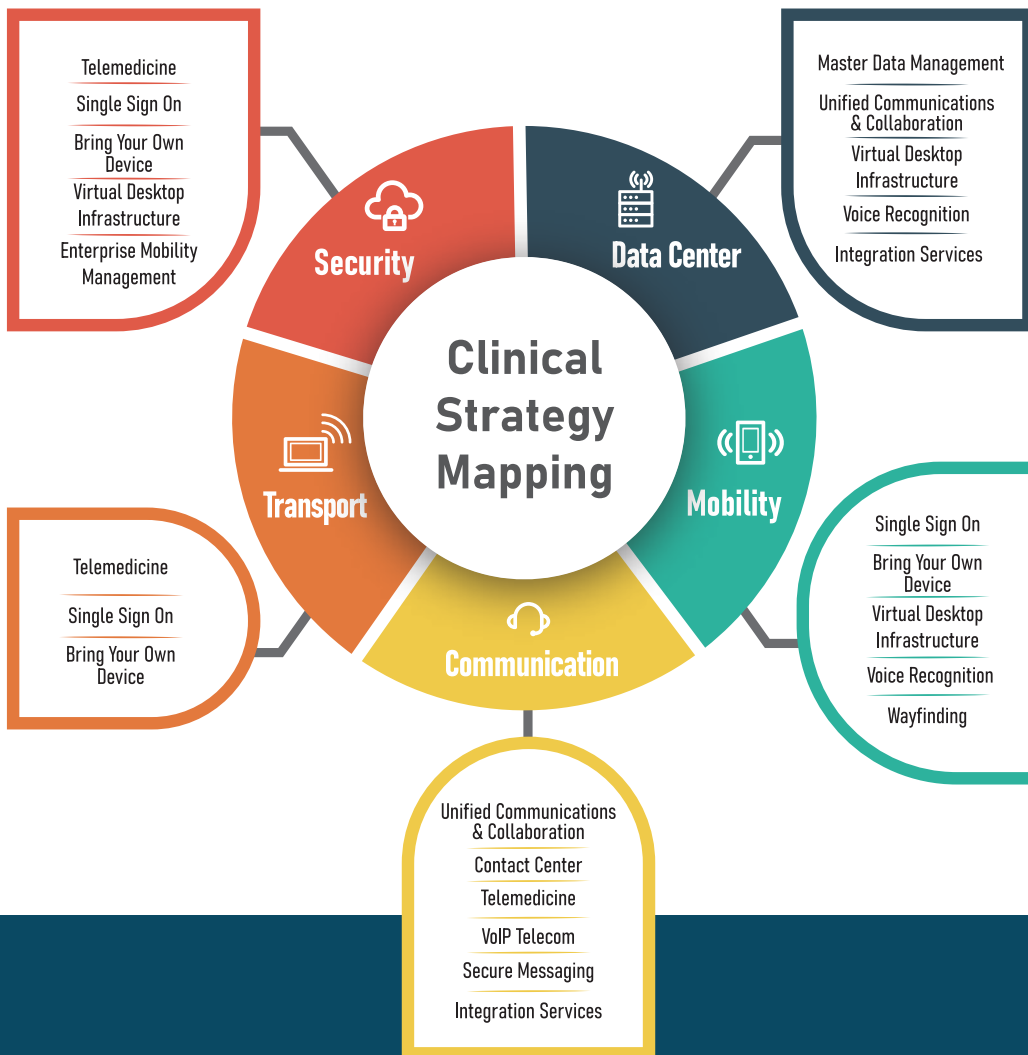 Telemedicine
Single Sign On
Bring Your Own
Device
Virtual Desktop
Infrastructure
Enterprise Mobility
Management
Master Data Management
Unified Communications
& Collaboration
Virtual Desktop
Infrastructure
Voice Recognition
Integration Services
Security
Data Center
Clinical
Strategy
Mapping
Transport
Mobility
Communication
Telemedicine
Single Sign On
Bring Your Own
Device
Single Sign On
Bring Your Own
Device
Virtual Desktop
Infrastructure
Voice Recognition
Wayfinding
Unified Communications
& Collaboration
Contact Center
Telemedicine
VoIP Telecom
Secure Messaging
Integration Services